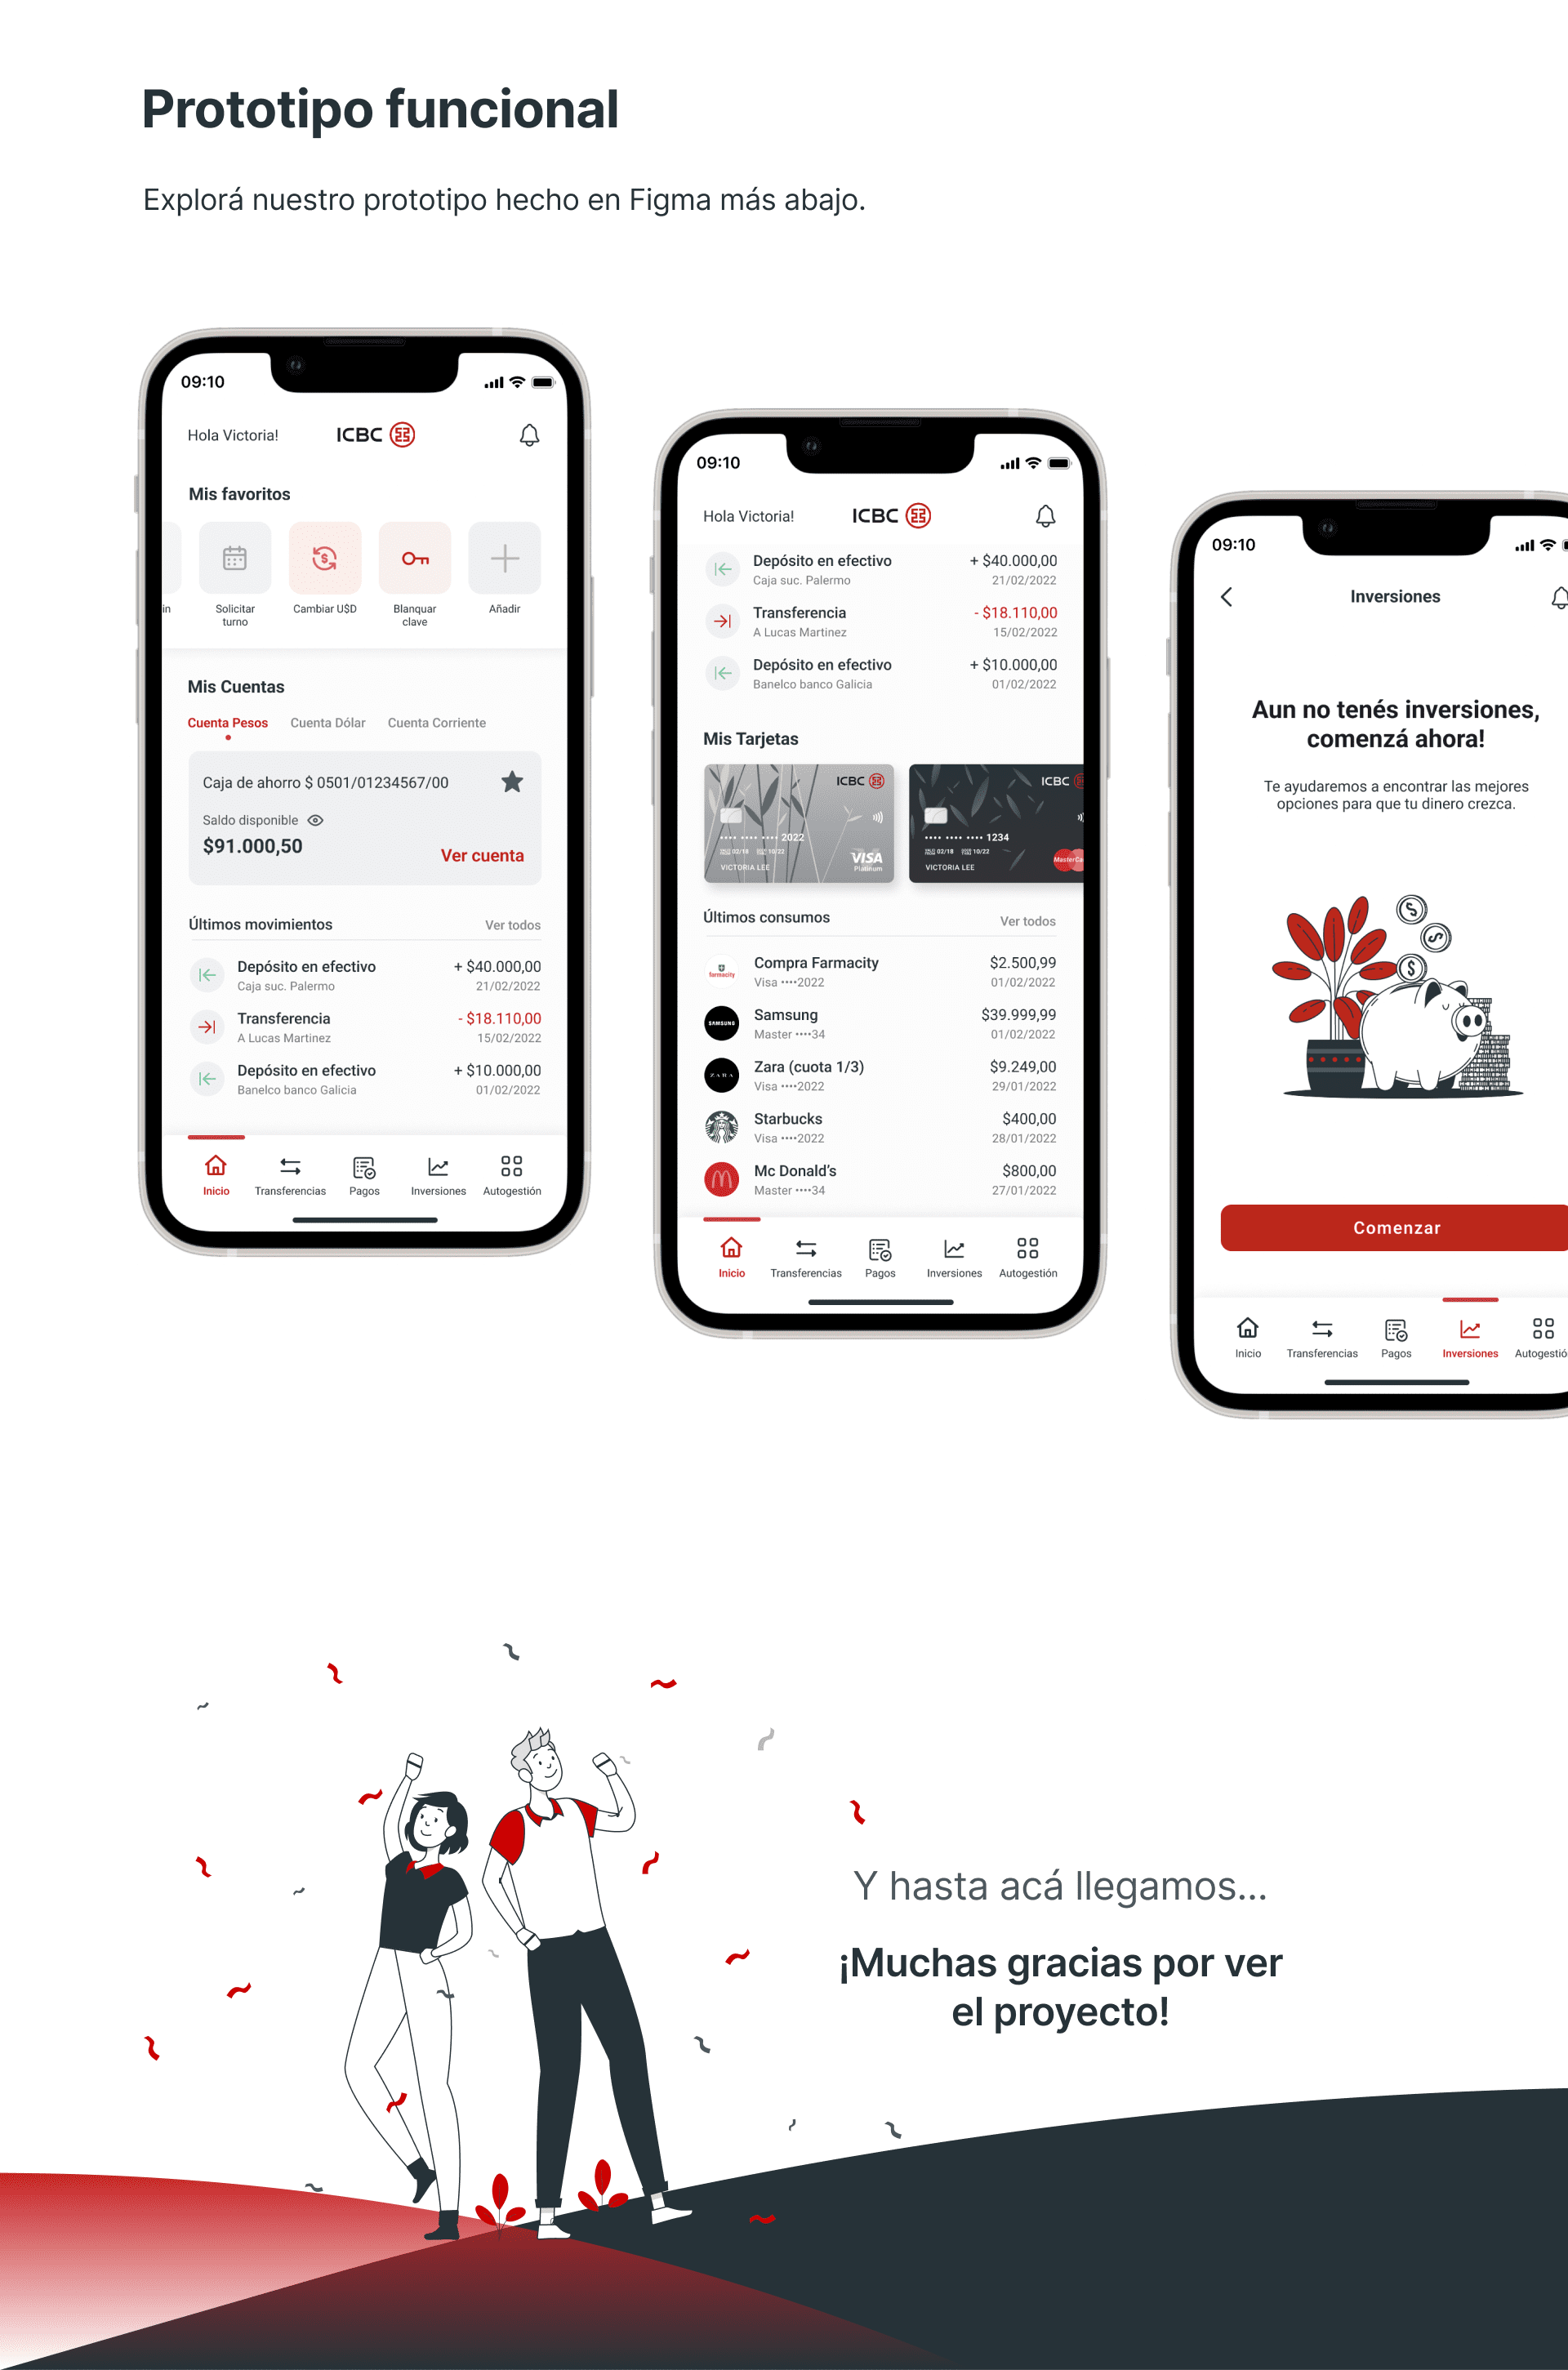 Prototipo funcional
Explorá nuestro prototipo hecho en Figma más abajo.
09:10
Hola Victoria!
ICBC
Mis favoritos
in
Solicitar
turno
Cambiar U$D
Blanquar
clave
Añadir
Mis Cuentas
Cuenta Pesos
Cuenta Dólar
Cuenta Corriente
Caja de ahorro $ 0501/01234567/00
Saldo disponible
$91.000,50
Ver cuenta
Últimos movimientos
Ver todos
Depósito en efectivo
+ $40.000,00
Caja suc. Palermo
21/02/2022
Transferencia
- $18.110,00
A Lucas Martinez
15/02/2022
Depósito en efectivo
+ $10.000,00
Banelco banco Galicia
01/02/2022
Inicio
Transferencias
Pagos
Inversiones
Autogestión
09:10
Hola Victoria!
ICBC
Depósito en efectivo
+ $40.000,00
Caja suc. Palermo
21/02/2022
Transferencia
- $18.110,00
A Lucas Martinez
15/02/2022
Depósito en efectivo
+ $10.000,00
Banelco banco Galicia
01/02/2022
Mis Tarjetas
ICBC
•••• •••• •••• 2022
02/18
10/22
VICTORIA LEE
VISA
Platinum
ICBC
•••• •••• •••• 1234
02/18
10/22
VICTORIA LEE
MasterCa
Últimos consumos
Ver todos
farmacity
Compra Farmacity
$2.500,99
Visa ••••2022
01/02/2022
SAMSUNG
Samsung
$39.999,99
Master ••••34
01/02/2022
ZARA
Zara (cuota 1/3)
$9.249,00
Visa ••••2022
29/01/2022
Starbucks
$400,00
Visa ••••2022
28/01/2022
Mc Donald's
$800,00
Master ••••34
27/01/2022
Inicio
Transferencias
Pagos
Inversiones
Autogestión
09:10
Inversiones
Aun no tenés inversiones,
comenzá ahora!
Te ayudaremos a encontrar las mejores
opciones para que tu dinero crezca.
Comenzar
Inicio
Transferencias
Pagos
Inversiones
Autogestió
Y hasta acá llegamos...
¡Muchas gracias por ver
el proyecto!